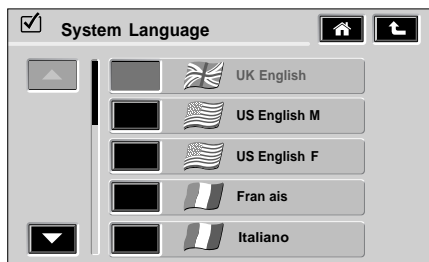 System Language
UK English
US English M
US English F
Fran ais
Italiano